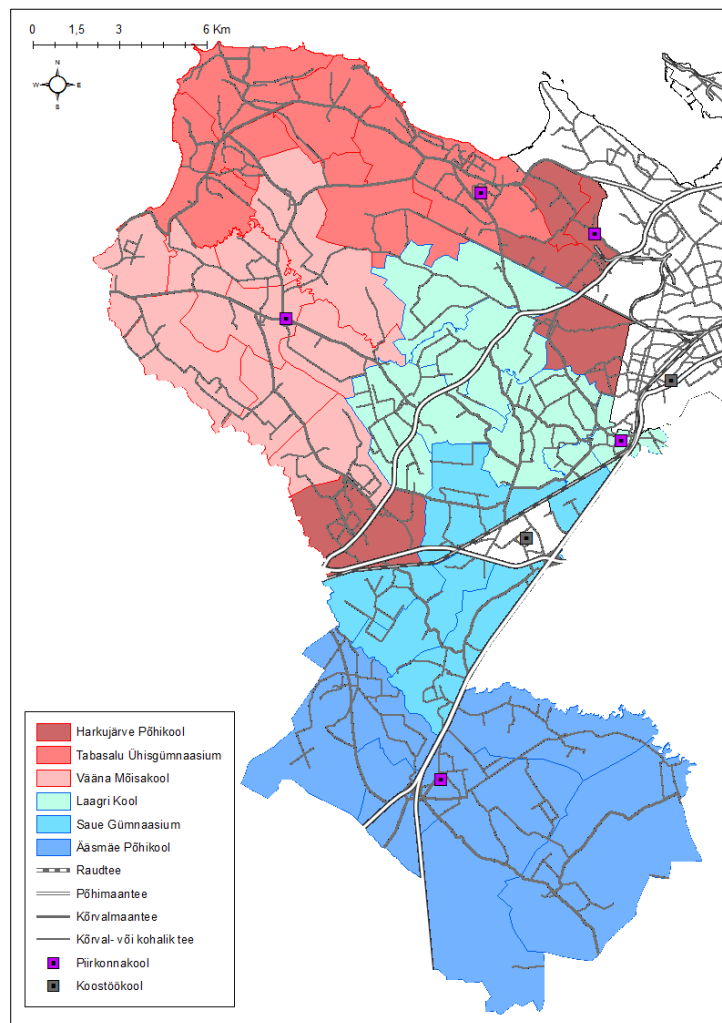 0 1,5 3 6 Km
N
W E
S
Harkujärve Põhikool
Tabasalu Ühisgümnaasium
Vääna Mõisakool
Laagri Kool
Saue Gümnaasium
Ääsmäe Põhikool
Raudtee
Põhimaantee
Kõrvalmaantee
Kõrval- või kohalik tee
Piirkonnakool
Koostöökool